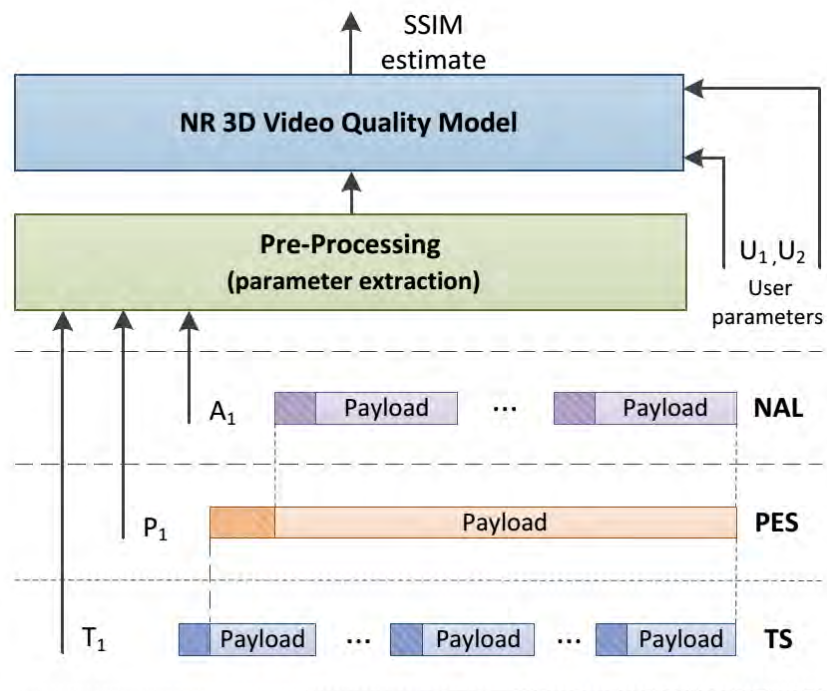 SSIM
estimate
NR 3D Video Quality Model
Pre-Processing
(parameter extraction)
U₁,U₂
User
parameters
A₁ Payload ... Payload NAL
P₁ Payload PES
T₁ Payload ... Payload ... Payload TS